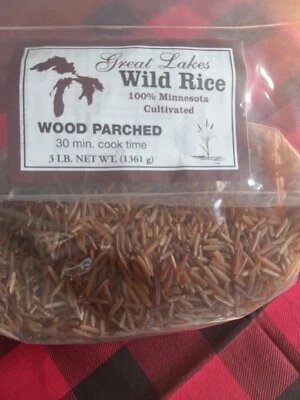 Great Lakes
Wild Rice
100% Minnesota
Cultivated
WOOD PARCHED
30 min. cook time
3 LB. NET WT. (1361 g)